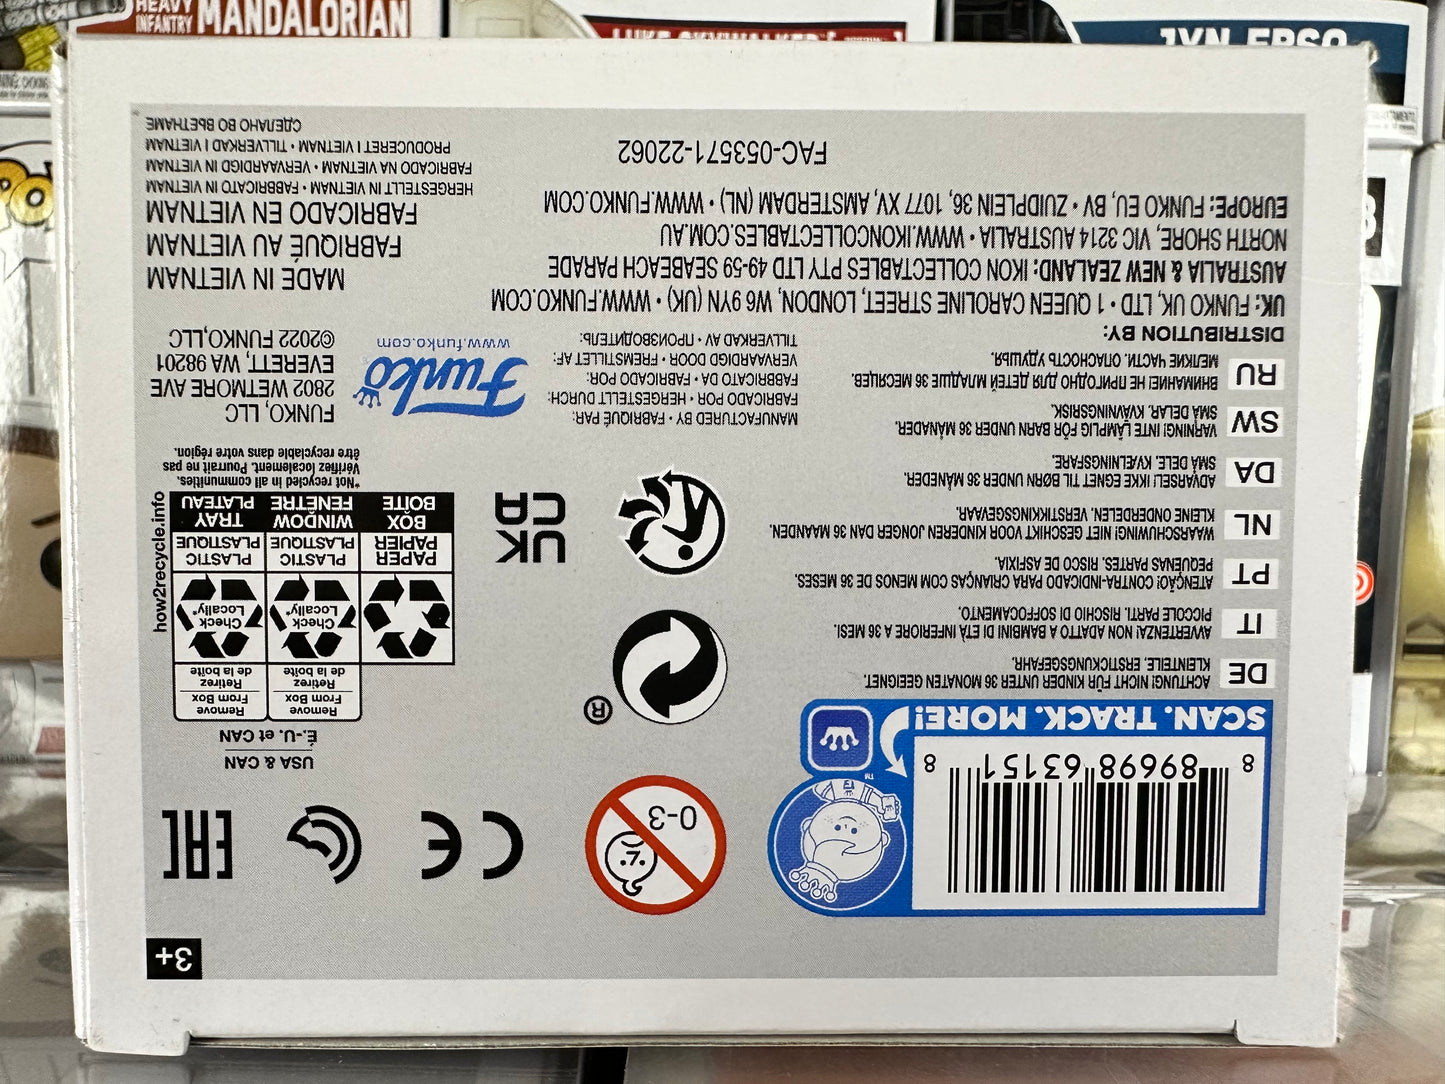 HEAVY
INFANTRY MANDALORIAN
LUKE SKYWALKER
JYN ERSO
3+
8 89698 63151 8
SCAN. TRACK. MORE!
™
0-3
CE
EAC
USA & CAN
É.-U. et CAN
Remove
From Box
Retirez
de la boîte
Remove
From Box
Retirez
de la boîte
Check
Locally*
Check
Locally*
PAPER
PAPIER
PLASTIC
PLASTIQUE
PLASTIC
PLASTIQUE
BOX
BOÎTE
WINDOW
FENÊTRE
TRAY
PLATEAU
how2recycle.info
*Not recycled in all communities.
Vérifiez localement. Pourrait ne pas
être recyclable dans votre région.
®
UK
CA
DE
ACHTUNG! NICHT FÜR KINDER UNTER 36 MONATEN GEEIGNET.
KLEINTEILE, ERSTICKUNGSGEFAHR.
IT
AVVERTENZA! NON ADATTO A BAMBINI DI ETÀ INFERIORE A 36 MESI.
PICCOLE PARTI. RISCHIO DI SOFFOCAMENTO.
PT
ATENÇÃO! CONTRA-INDICADO PARA CRIANÇAS COM MENOS DE 36 MESES.
PEQUENAS PARTES. RISCO DE ASFIXIA.
NL
WAARSCHUWING! NIET GESCHIKT VOOR KINDEREN JONGER DAN 36 MAANDEN.
KLEINE ONDERDELEN. VERSTIKKINGSGEVAAR.
DA
ADVARSEL! IKKE EGNET TIL BØRN UNDER 36 MÅNEDER.
SMÅ DELE. KVÆLNINGSFARE.
SW
VARNING! INTE LÄMPLIG FÖR BARN UNDER 36 MÅNADER.
SMÅ DELAR. KVÄVNINGSRISK.
RU
ВНИМАНИЕ! НЕ ПРИГОДНО ДЛЯ ДЕТЕЙ МЛАДШЕ 36 МЕСЯЦЕВ.
МЕЛКИЕ ЧАСТИ. ОПАСНОСТЬ УДУШЬЯ.
MANUFACTURED BY • FABRIQUÉ PAR:
FABRICADO POR • HERGESTELLT DURCH:
FABBRICATO DA • FABRICADO POR:
VERVAARDIGD DOOR • FREMSTILLET AF:
TILLVERKAD AV • ПРОИЗВОДИТЕЛЬ:
Funko
www.funko.com
FUNKO, LLC
2802 WETMORE AVE
EVERETT, WA 98201
©2022 FUNKO,LLC
DISTRIBUTION BY:
UK: FUNKO UK, LTD • 1 QUEEN CAROLINE STREET, LONDON, W6 9YN (UK) • WWW.FUNKO.COM
AUSTRALIA & NEW ZEALAND: IKON COLLECTABLES PTY LTD 49-59 SEABEACH PARADE
NORTH SHORE, VIC 3214 AUSTRALIA • WWW.IKONCOLLECTABLES.COM.AU
EUROPE: FUNKO EU, BV • ZUIDPLEIN 36, 1077 XV, AMSTERDAM (NL) • WWW.FUNKO.COM
FAC-053571-22062
MADE IN VIETNAM
FABRIQUÉ AU VIETNAM
FABRICADO EN VIETNAM
HERGESTELLT IN VIETNAM • FABBRICATO IN VIETNAM
FABRICADO NA VIETNAM • VERVAARDIGD IN VIETNAM
PRODUCERET I VIETNAM • TILLVERKAD I VIETNAM
СДЕЛАНО ВО ВЬЕТНАМЕ